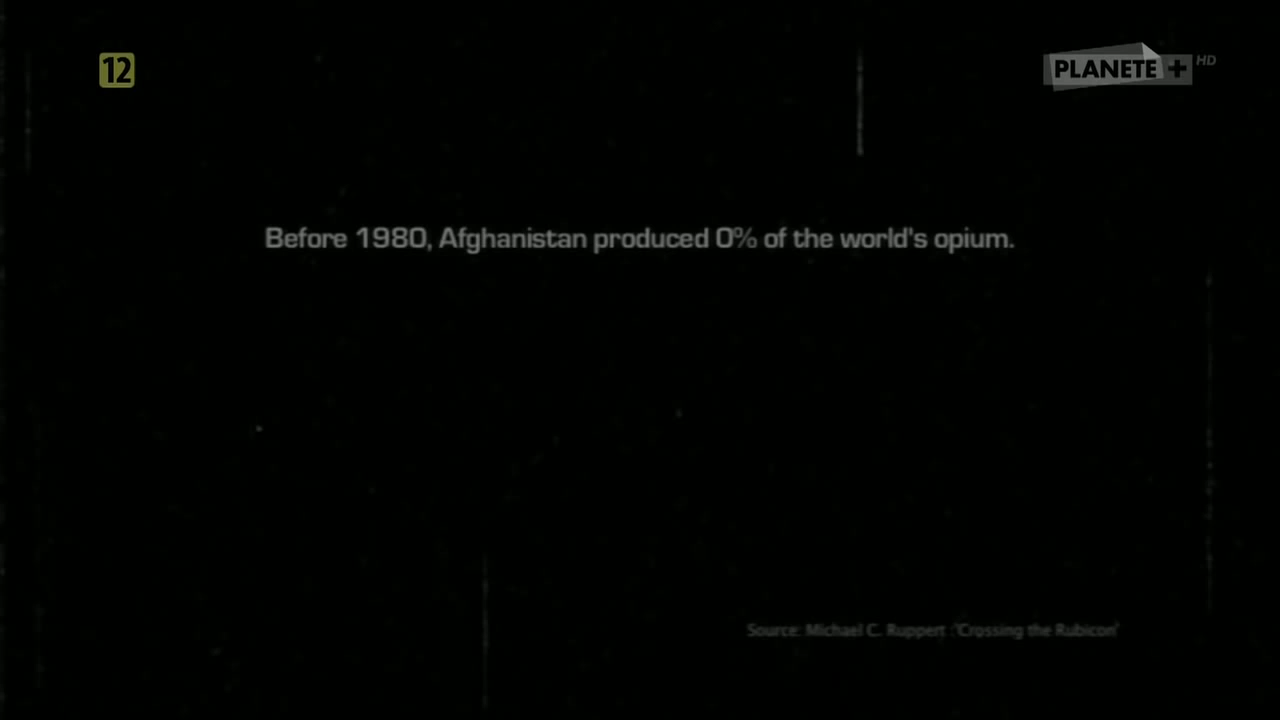 12
PLANETE + HD
Before 1980, Afghanistan produced 0% of the world's opium.
Source: Michael C. Ruppert :'Crossing the Rubicon'